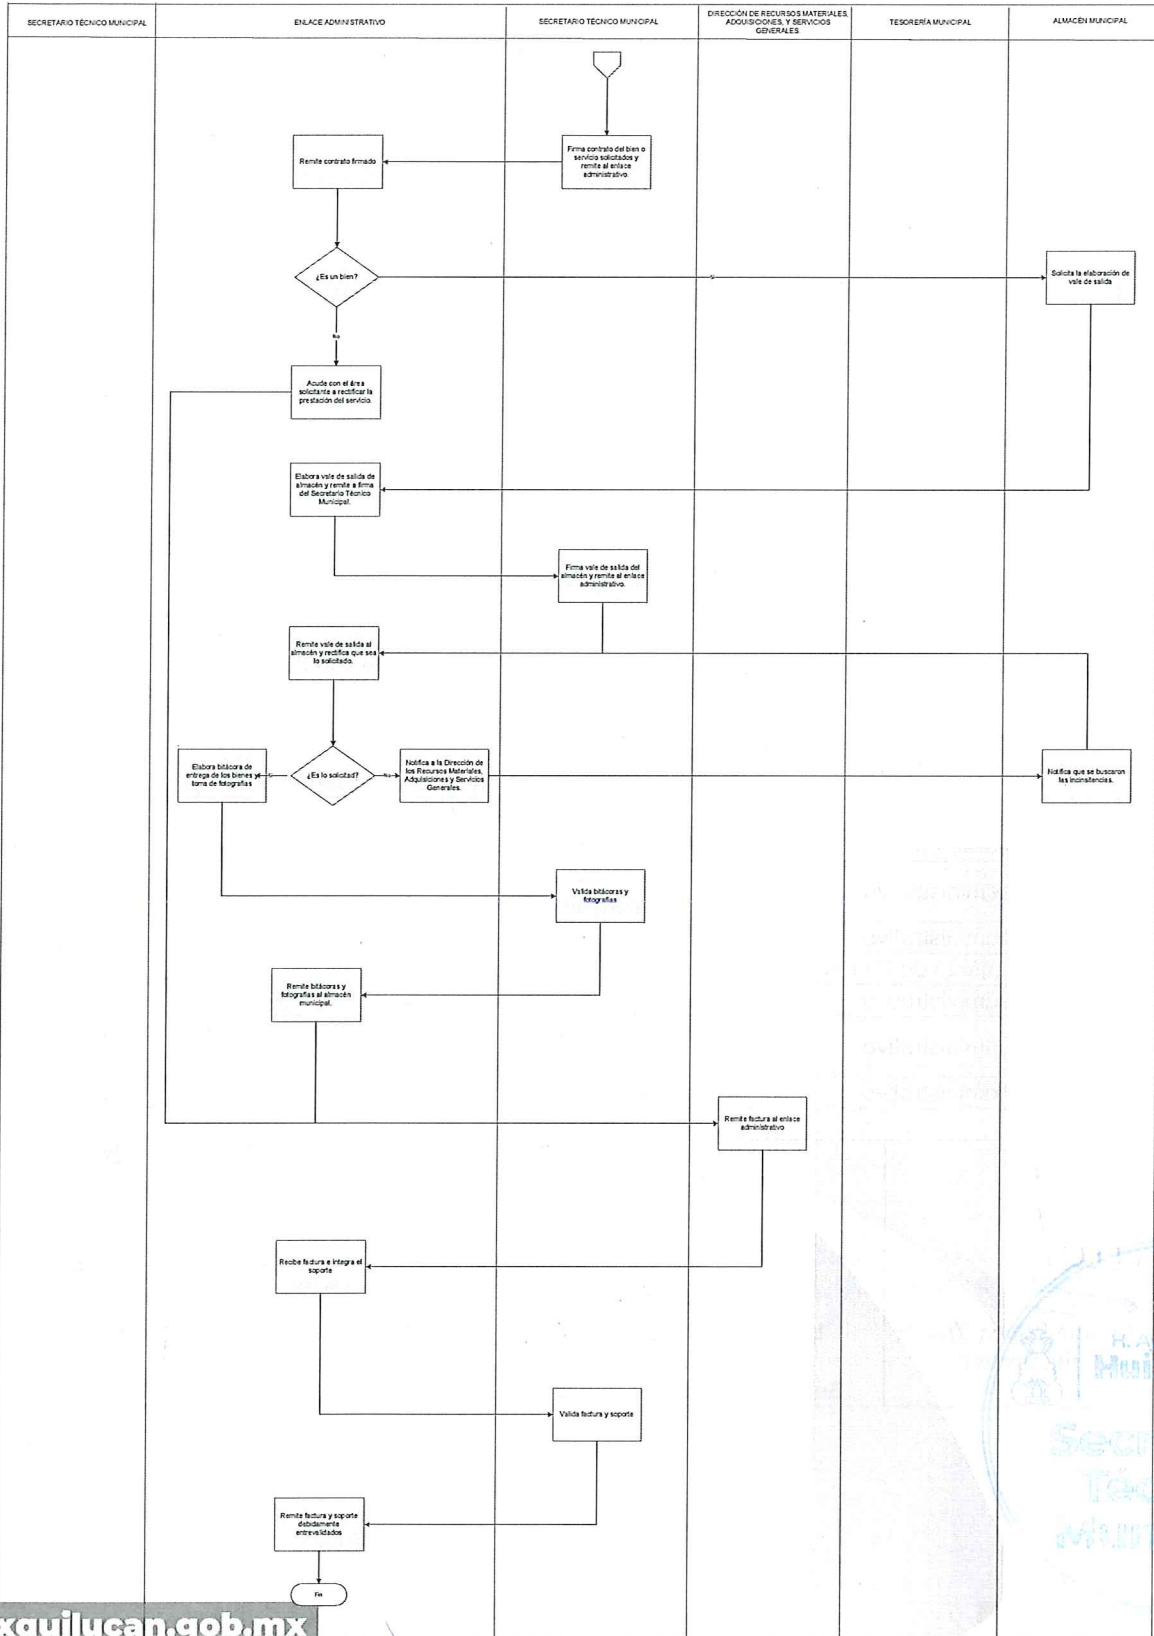 SECRETARIO TÉCNICO MUNICIPAL
ENLACE ADMINISTRATIVO
SECRETARIO TÉCNICO MUNICIPAL
DIRECCIÓN DE RECURSOS MATERIALES,
ADQUISICIONES, Y SERVICIOS
GENERALES
TESORERÍA MUNICIPAL
ALMACÉN MUNICIPAL
Firma contrato del bien o
servicio solicitados y
remite al enlace
administrativo.
Remite contrato firmado
¿Es un bien?
Si
Solicita la elaboración de
vale de salida
No
Acude con el área
solicitante a rectificar la
prestación del servicio.
Elabora vale de salida de
almacén y remite a firma
del Secretario Técnico
Municipal.
Firma vale de salida del
almacén y remite al enlace
administrativo.
Remite vale de salida al
almacén y rectifica que sea
lo solicitado.
Elabora bitácora de
entrega de los bienes y
toma de fotografías
¿Es lo solicitad?
No
Notifica a la Dirección de
los Recursos Materiales,
Adquisiciones y Servicios
Generales.
Notifica que se buscaron
las incinsitencias.
Valida bitácoras y
fotografías
Remite bitácoras y
fotografías al almacén
municipal.
Remite factura al enlace
administrativo
Recibe factura e integra el
soporte
Valida factura y soporte
Remite factura y soporte
debidamente
entrevalidados
Fin
H. A
Hui
Secr
Téc
xquilucan.gob.mx